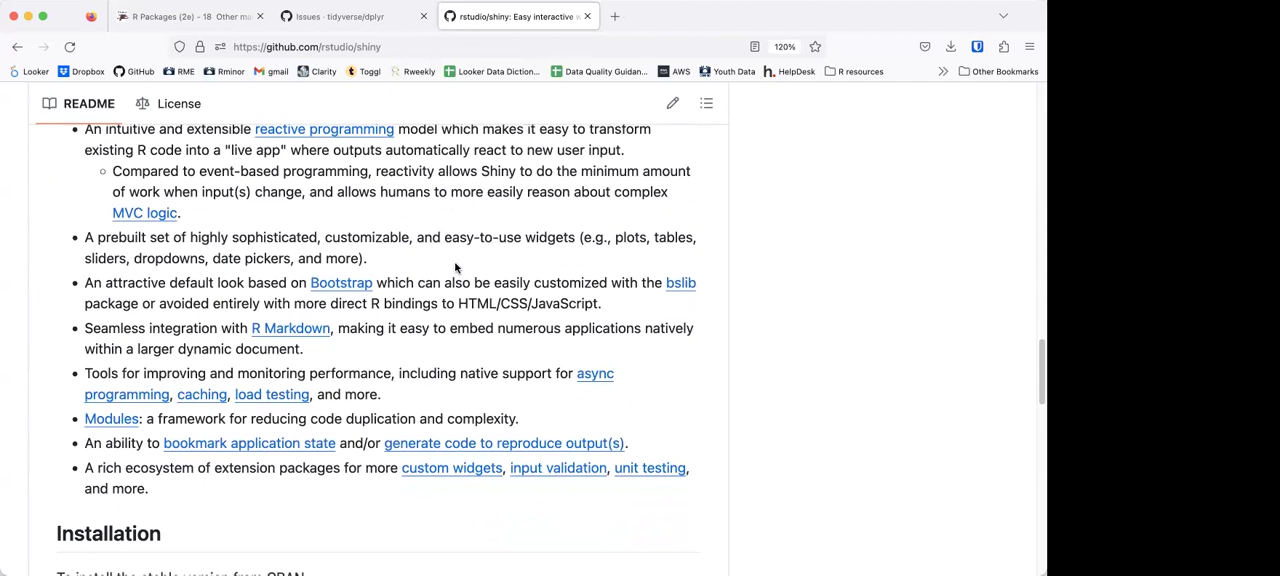 R Packages (2e) - 18 Other ma
Issues · tidyverse/dplyr
rstudio/shiny: Easy interactive
https://github.com/rstudio/shiny
120%
Looker
Dropbox
GitHub
RME
Rminor
gmail
Clarity
Toggl
Rweekly
Looker Data Diction...
Data Quality Guidan...
AWS
Youth Data
HelpDesk
R resources
Other Bookmarks
README
License
• An intuitive and extensible reactive programming model which makes it easy to transform
existing R code into a "live app" where outputs automatically react to new user input.
Compared to event-based programming, reactivity allows Shiny to do the minimum amount
of work when input(s) change, and allows humans to more easily reason about complex
MVC logic.
• A prebuilt set of highly sophisticated, customizable, and easy-to-use widgets (e.g., plots, tables,
sliders, dropdowns, date pickers, and more).
• An attractive default look based on Bootstrap which can also be easily customized with the bslib
package or avoided entirely with more direct R bindings to HTML/CSS/JavaScript.
• Seamless integration with R Markdown, making it easy to embed numerous applications natively
within a larger dynamic document.
• Tools for improving and monitoring performance, including native support for async
programming, caching, load testing, and more.
• Modules: a framework for reducing code duplication and complexity.
• An ability to bookmark application state and/or generate code to reproduce output(s).
• A rich ecosystem of extension packages for more custom widgets, input validation, unit testing,
and more.
Installation
To install the stable version from CRAN